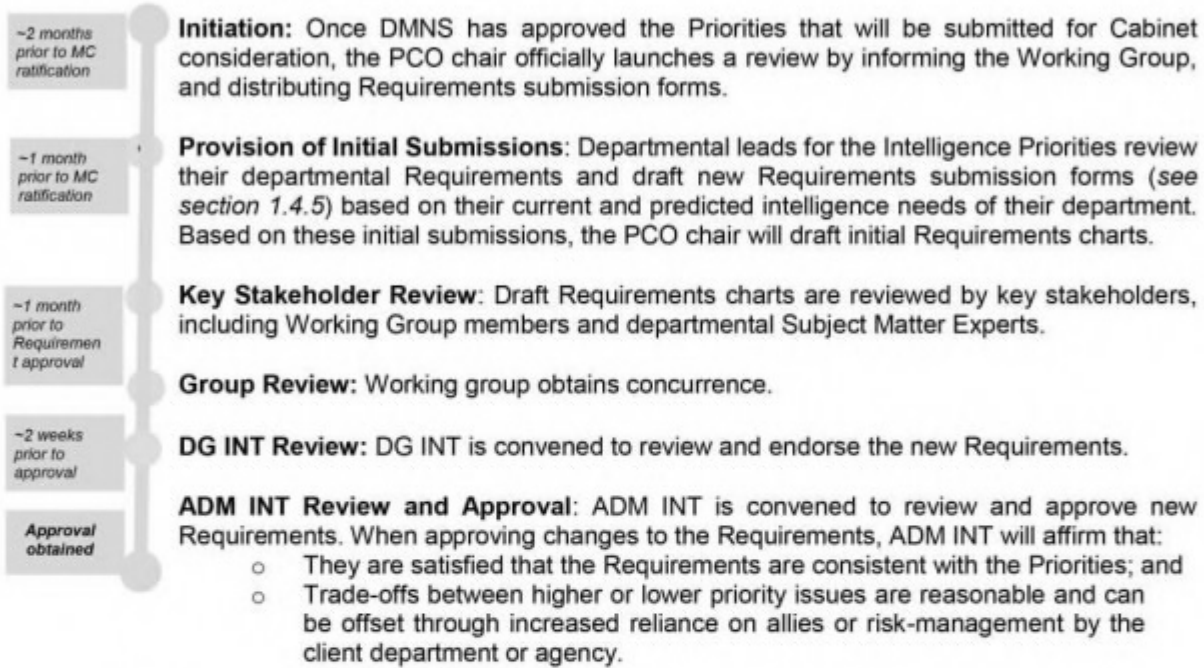 ~2 months
prior to MC
ratification
Initiation: Once DMNS has approved the Priorities that will be submitted for Cabinet
consideration, the PCO chair officially launches a review by informing the Working Group,
and distributing Requirements submission forms.
~1 month
prior to MC
ratification
Provision of Initial Submissions: Departmental leads for the Intelligence Priorities review
their departmental Requirements and draft new Requirements submission forms (see
section 1.4.5) based on their current and predicted intelligence needs of their department.
Based on these initial submissions, the PCO chair will draft initial Requirements charts.
~1 month
prior to
Requiremen
t approval
Key Stakeholder Review: Draft Requirements charts are reviewed by key stakeholders,
including Working Group members and departmental Subject Matter Experts.
Group Review: Working group obtains concurrence.
~2 weeks
prior to
approval
DG INT Review: DG INT is convened to review and endorse the new Requirements.
Approval
obtained
ADM INT Review and Approval: ADM INT is convened to review and approve new
Requirements. When approving changes to the Requirements, ADM INT will affirm that:
o They are satisfied that the Requirements are consistent with the Priorities; and
o Trade-offs between higher or lower priority issues are reasonable and can
be offset through increased reliance on allies or risk-management by the
client department or agency.